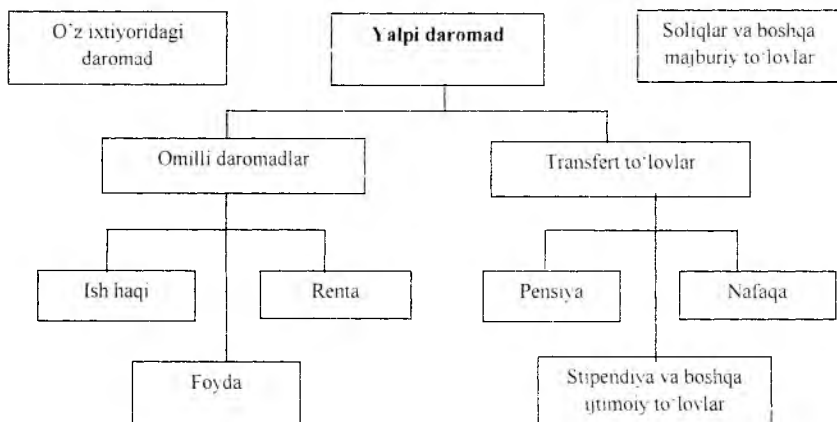 O`z ixtiyoridagi
daromad
Yalpi daromad
Soliqlar va boshqa
majburiy to`lovlar
Omilli daromadlar
Transfert to`lovlar
Ish haqi
Renta
Pensiya
Nafaqa
Foyda
Stipendiya va boshqa
ijtimoiy to`lovlar